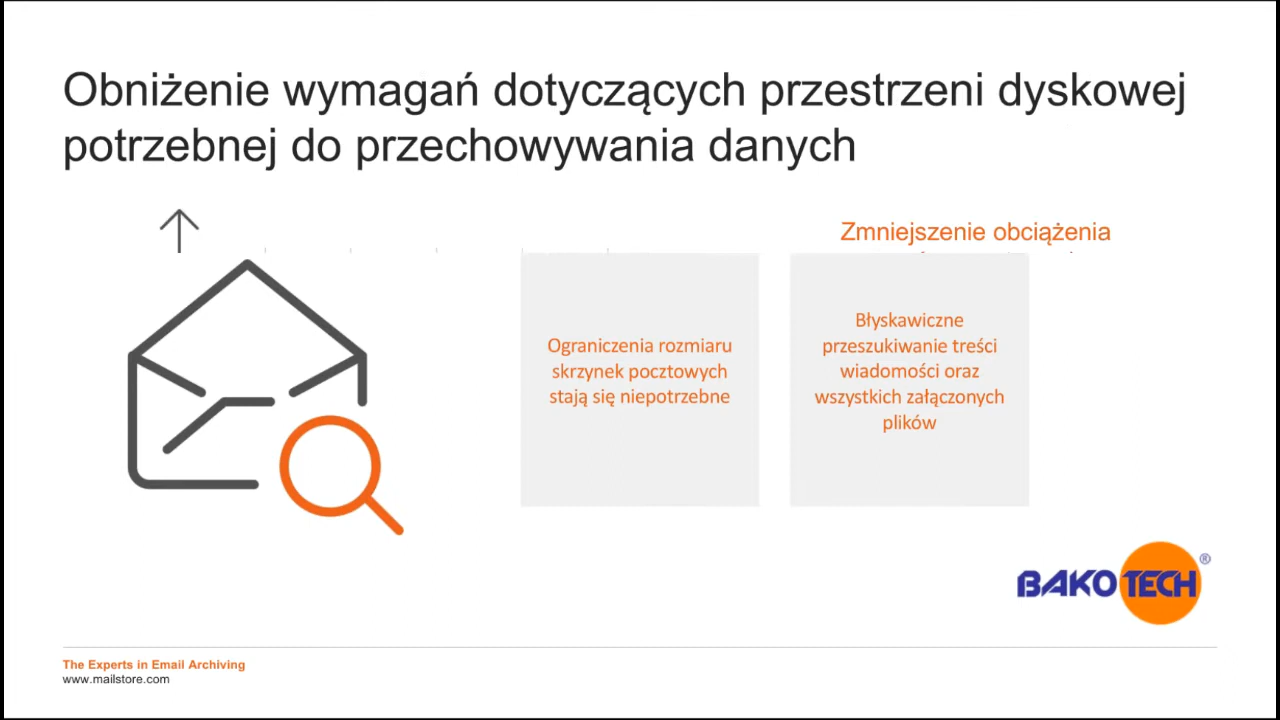 Obniżenie wymagań dotyczących przestrzeni dyskowej
potrzebnej do przechowywania danych
Zmniejszenie obciążenia
Ograniczenia rozmiaru
skrzynek pocztowych
stają się niepotrzebne
Błyskawiczne
przeszukiwanie treści
wiadomości oraz
wszystkich załączonych
plików
BAKOTECH®
The Experts in Email Archiving
www.mailstore.com